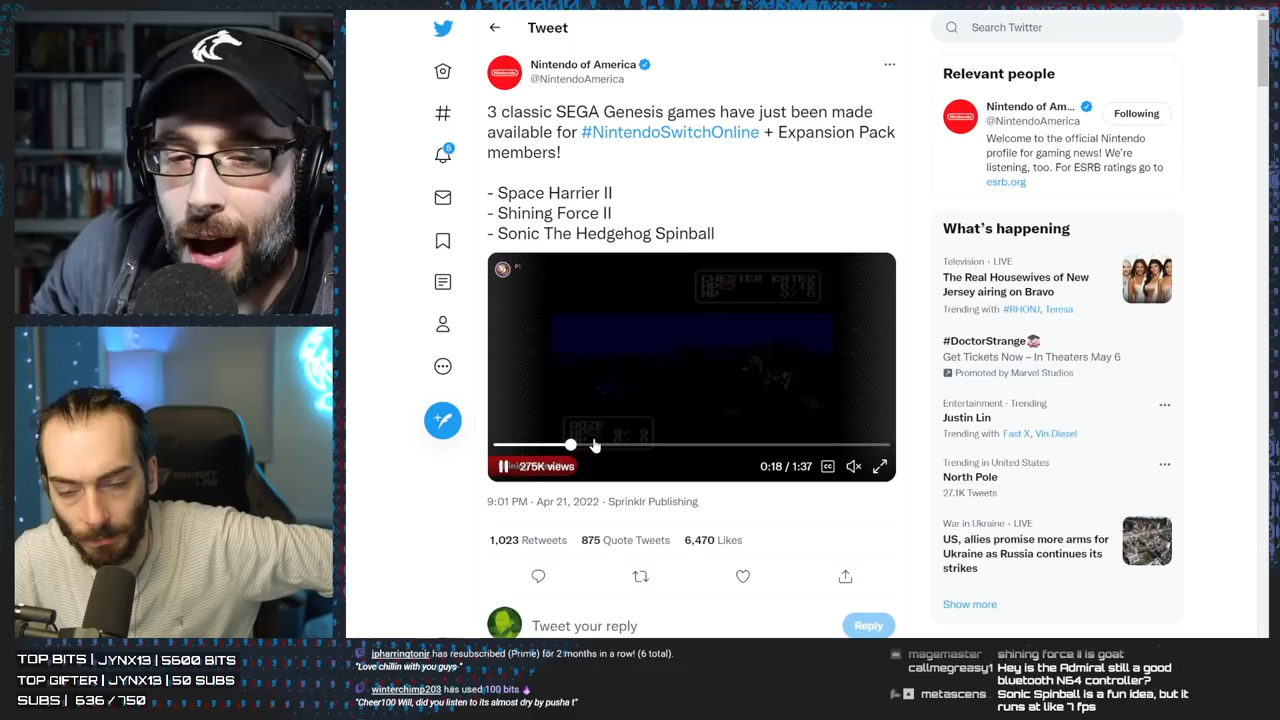 Tweet
Nintendo of America
@NintendoAmerica
3 classic SEGA Genesis games have just been made
available for #NintendoSwitchOnline + Expansion Pack
members!
- Space Harrier II
- Shining Force II
- Sonic The Hedgehog Spinball
P1
275K views
0:18 / 1:37
CC
9:01 PM · Apr 21, 2022 · Sprinklr Publishing
1,023 Retweets 875 Quote Tweets 6,470 Likes
Tweet your reply
Reply
5
Search Twitter
Relevant people
Nintendo of Am...
@NintendoAmerica
Following
Welcome to the official Nintendo
profile for gaming news! We're
listening, too. For ESRB ratings go to
esrb.org
What's happening
Television · LIVE
The Real Housewives of New
Jersey airing on Bravo
Trending with #RHONJ, Teresa
#DoctorStrange
Get Tickets Now – In Theaters May 6
Promoted by Marvel Studios
Entertainment · Trending
Justin Lin
Trending with Fast X, Vin Diesel
Trending in United States
North Pole
27.1K Tweets
War in Ukraine · LIVE
US, allies promise more arms for
Ukraine as Russia continues its
strikes
Show more
TOP BITS | JYNX13 | 5600 BITS
TOP GIFTER | JYNX13 | 50 SUBS
SUBS | 636 / 750
jpharringtonjr has resubscribed (Prime) for 2 months in a row! (6 total).
"Love chillin with you guys"
winterchimp203 has used 100 bits
"Cheer100 Will, did you listen to its almost dry by pusha t"
magemaster shining force ii is goat
callmegreasy1 Hey is the Admiral still a good
bluetooth N64 controller?
metascens.. Sonic Spinball is a fun idea, but it
runs at like 7 fps